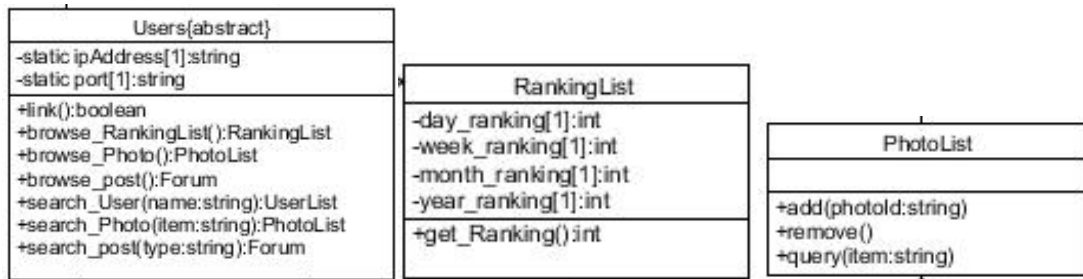 Users{abstract}
-static ipAddress[1]:string
-static port[1]:string
+link():boolean
+browse_RankingList():RankingList
+browse_Photo():PhotoList
+browse_post():Forum
+search_User(name:string):UserList
+search_Photo(item:string):PhotoList
+search_post(type:string):Forum
RankingList
-day_ranking[1]:int
-week_ranking[1]:int
-month_ranking[1]:int
-year_ranking[1]:int
+get_Ranking():int
PhotoList
+add(photoId:string)
+remove()
+query(item:string)